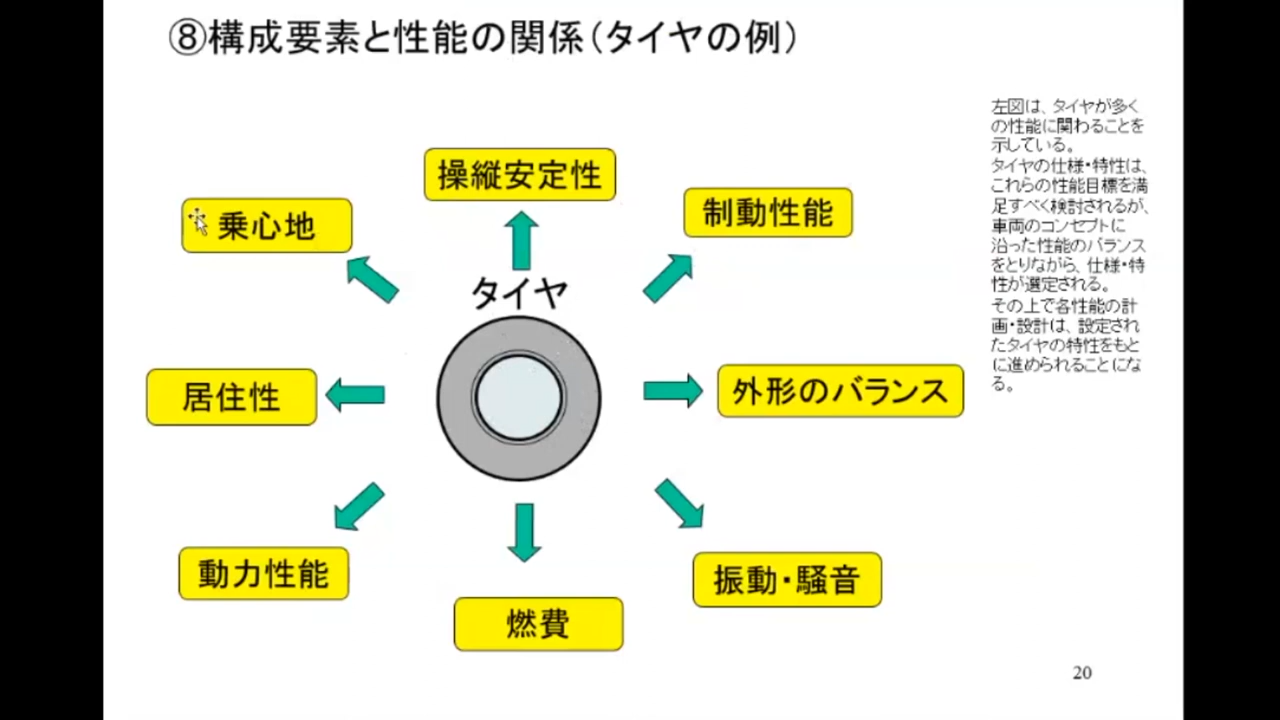 ⑧構成要素と性能の関係（タイヤの例）
操縦安定性
乗心地
制動性能
タイヤ
居住性
外形のバランス
動力性能
振動・騒音
燃費
左図は、タイヤが多く
の性能に関わることを
示している。
タイヤの仕様・特性は、
これらの性能目標を満
足すべく検討されるが、
車両のコンセプトに
沿った性能のバランス
をとりながら、仕様・特
性が選定される。
その上で各性能の計
画・設計は、設定され
たタイヤの特性をもと
に進められることにな
る。
20